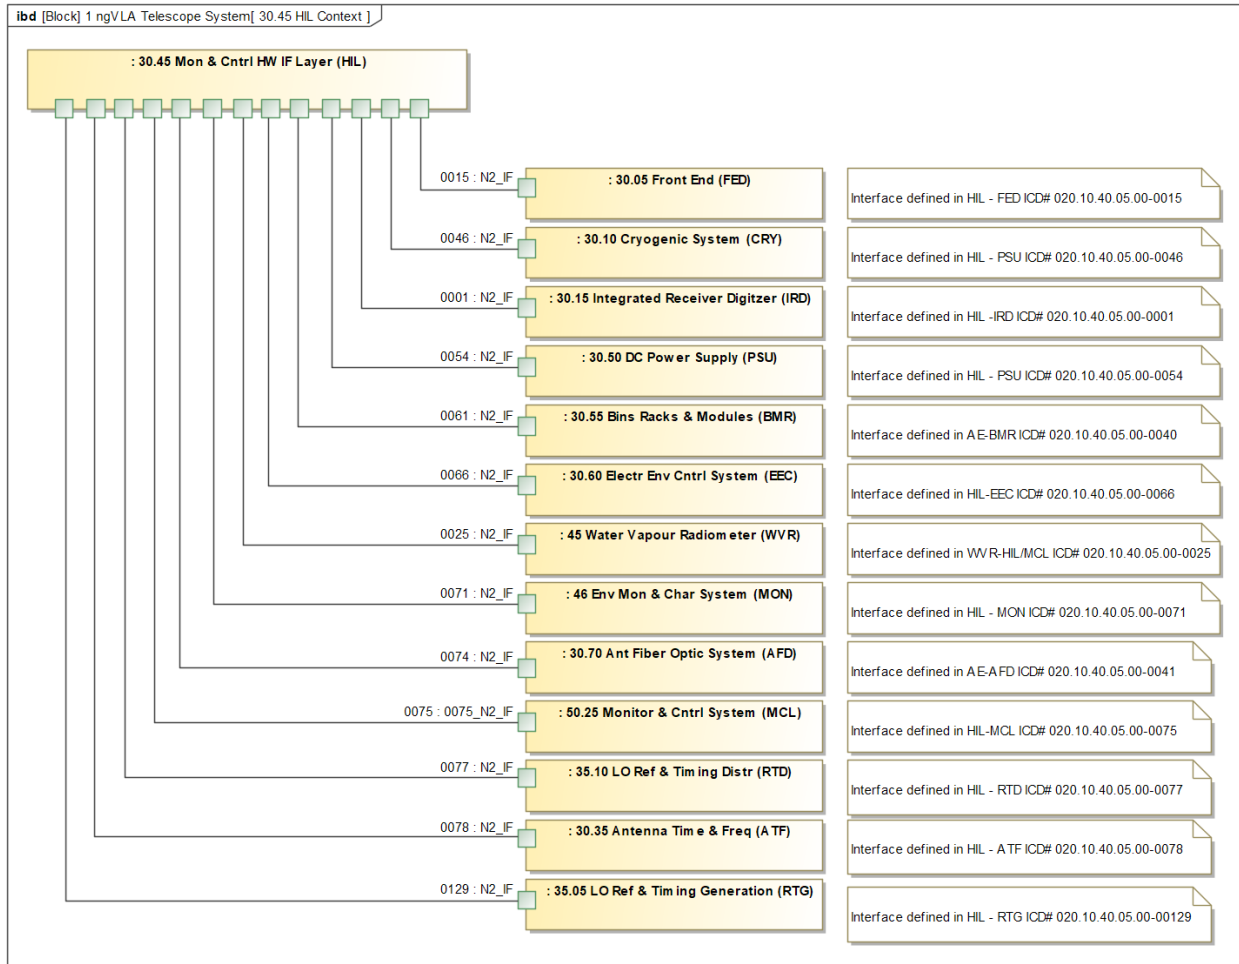 ibd [Block] 1 ngVLA Telescope System[ 30.45 HIL Context ]
: 30.45 Mon & Cntrl HW IF Layer (HIL)
0015 : N2_IF
: 30.05 Front End (FED)
Interface defined in HIL - FED ICD# 020.10.40.05.00-0015
0046 : N2_IF
: 30.10 Cryogenic System (CRY)
Interface defined in HIL - PSU ICD# 020.10.40.05.00-0046
0001 : N2_IF
: 30.15 Integrated Receiver Digitzer (IRD)
Interface defined in HIL -IRD ICD# 020.10.40.05.00-0001
0054 : N2_IF
: 30.50 DC Power Supply (PSU)
Interface defined in HIL - PSU ICD# 020.10.40.05.00-0054
0061 : N2_IF
: 30.55 Bins Racks & Modules (BMR)
Interface defined in AE-BMR ICD# 020.10.40.05.00-0040
0066 : N2_IF
: 30.60 Electr Env Cntrl System (EEC)
Interface defined in HIL-EEC ICD# 020.10.40.05.00-0066
0025 : N2_IF
: 45 Water Vapour Radiometer (WVR)
Interface defined in WVR-HIL/MCL ICD# 020.10.40.05.00-0025
0071 : N2_IF
: 46 Env Mon & Char System (MON)
Interface defined in HIL - MON ICD# 020.10.40.05.00-0071
0074 : N2_IF
: 30.70 Ant Fiber Optic System (AFD)
Interface defined in AE-AFD ICD# 020.10.40.05.00-0041
0075 : 0075_N2_IF
: 50.25 Monitor & Cntrl System (MCL)
Interface defined in HIL-MCL ICD# 020.10.40.05.00-0075
0077 : N2_IF
: 35.10 LO Ref & Timing Distr (RTD)
Interface defined in HIL - RTD ICD# 020.10.40.05.00-0077
0078 : N2_IF
: 30.35 Antenna Time & Freq (ATF)
Interface defined in HIL - ATF ICD# 020.10.40.05.00-0078
0129 : N2_IF
: 35.05 LO Ref & Timing Generation (RTG)
Interface defined in HIL - RTG ICD# 020.10.40.05.00-00129